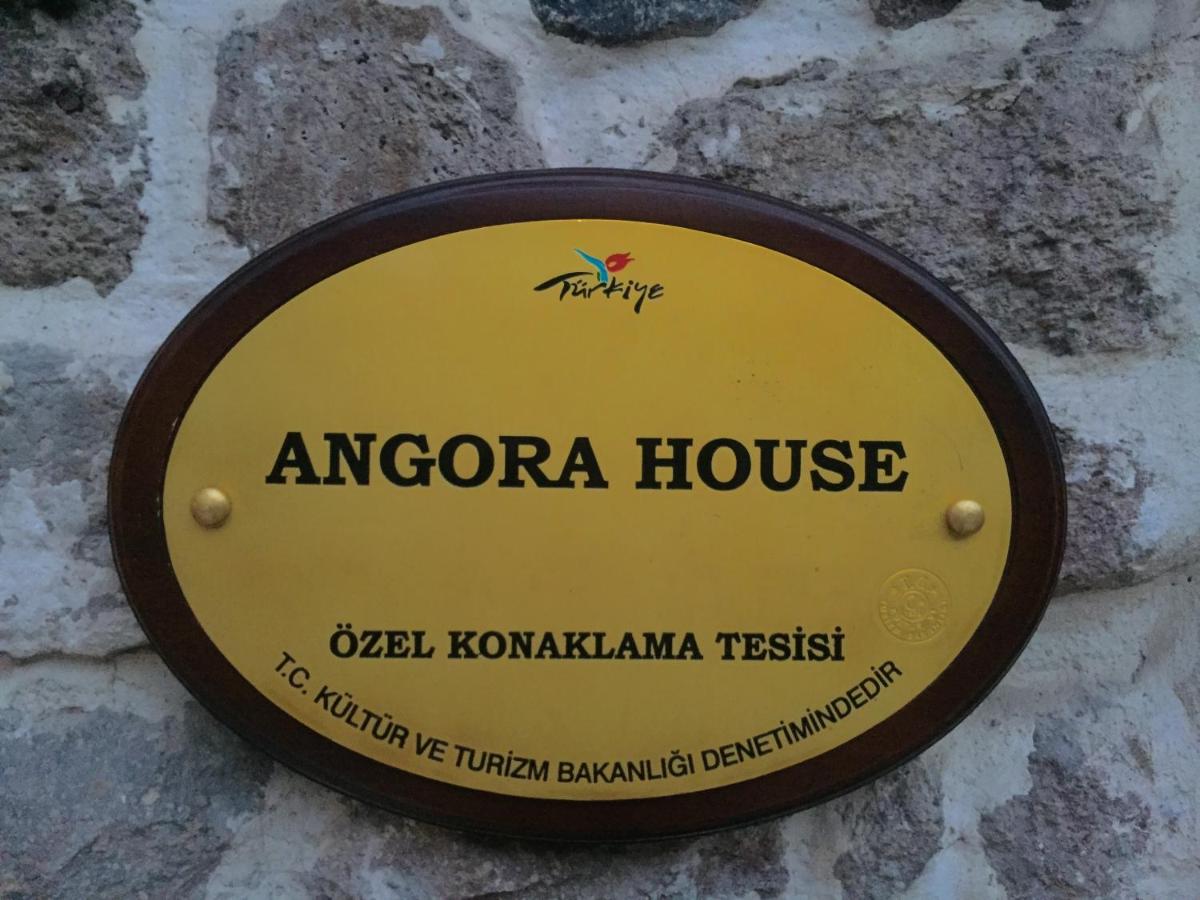 Türkiye
ANGORA HOUSE
ÖZEL KONAKLAMA TESİSİ
T.C. KÜLTÜR VE TURİZM BAKANLIĞI DENETİMİNDEDİR